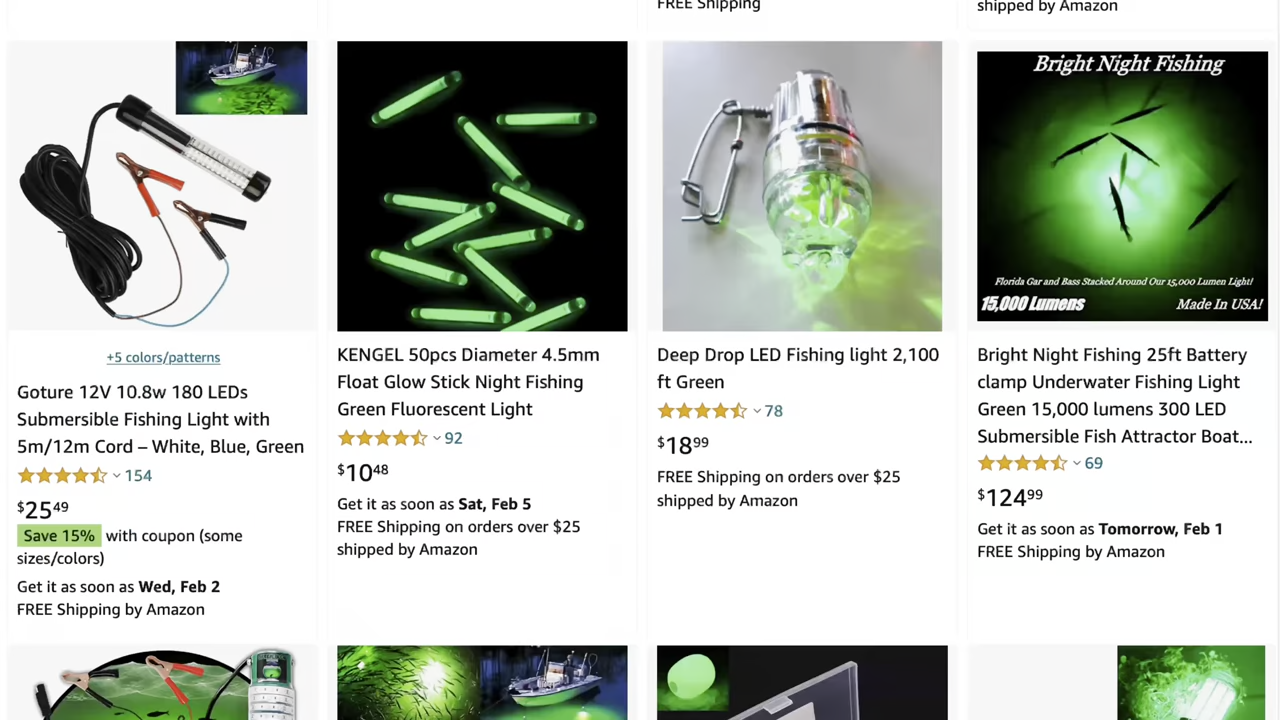 FREE Shipping
shipped by Amazon
+5 colors/patterns
Goture 12V 10.8w 180 LEDs
Submersible Fishing Light with
5m/12m Cord – White, Blue, Green
154
$25.49
Save 15% with coupon (some
sizes/colors)
Get it as soon as Wed, Feb 2
FREE Shipping by Amazon
KENGEL 50pcs Diameter 4.5mm
Float Glow Stick Night Fishing
Green Fluorescent Light
92
$10.48
Get it as soon as Sat, Feb 5
FREE Shipping on orders over $25
shipped by Amazon
Deep Drop LED Fishing light 2,100
ft Green
78
$18.99
FREE Shipping on orders over $25
shipped by Amazon
Bright Night Fishing
Florida Gar and Bass Stacked Around Our 15,000 Lumen Light!
15,000 Lumens
Made In USA!
Bright Night Fishing 25ft Battery
clamp Underwater Fishing Light
Green 15,000 lumens 300 LED
Submersible Fish Attractor Boat...
69
$124.99
Get it as soon as Tomorrow, Feb 1
FREE Shipping by Amazon